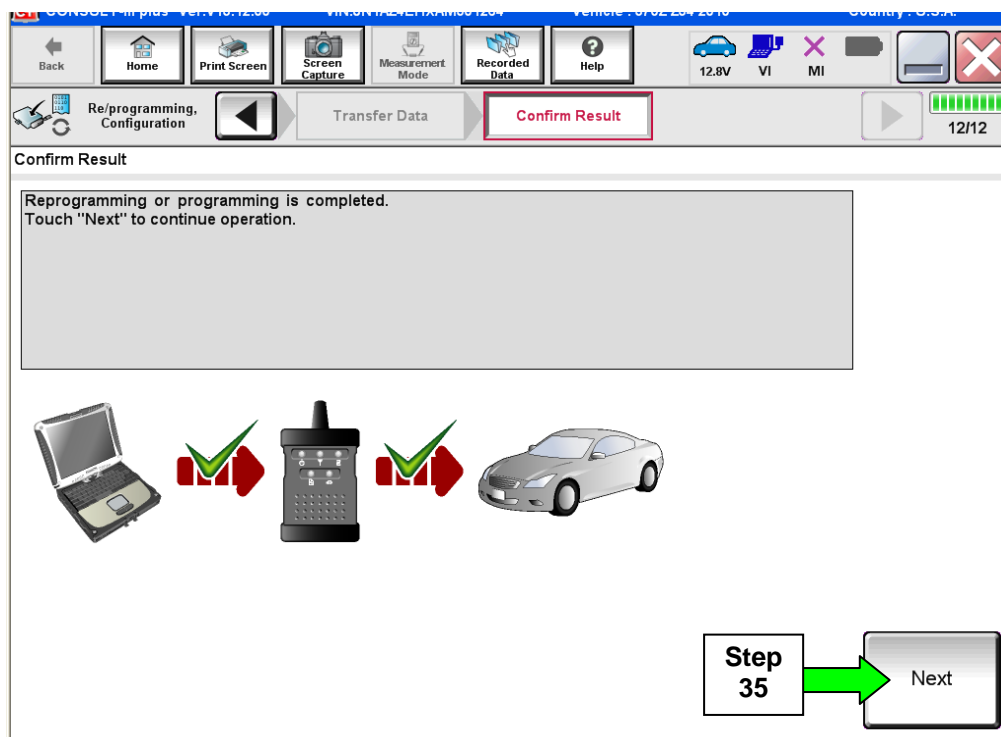 Back
Home
Print Screen
Screen
Capture
Measurement
Mode
Recorded
Data
Help
12.8V
VI
MI
Re/programming,
Configuration
Transfer Data
Confirm Result
12/12
Confirm Result
Reprogramming or programming is completed.
Touch "Next" to continue operation.
Step
35
Next